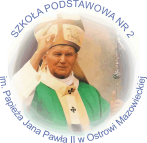 SZKOŁA PODSTAWOWA NR 2
im. Papieża Jana Pawła II w Ostrowi Mazowieckiej